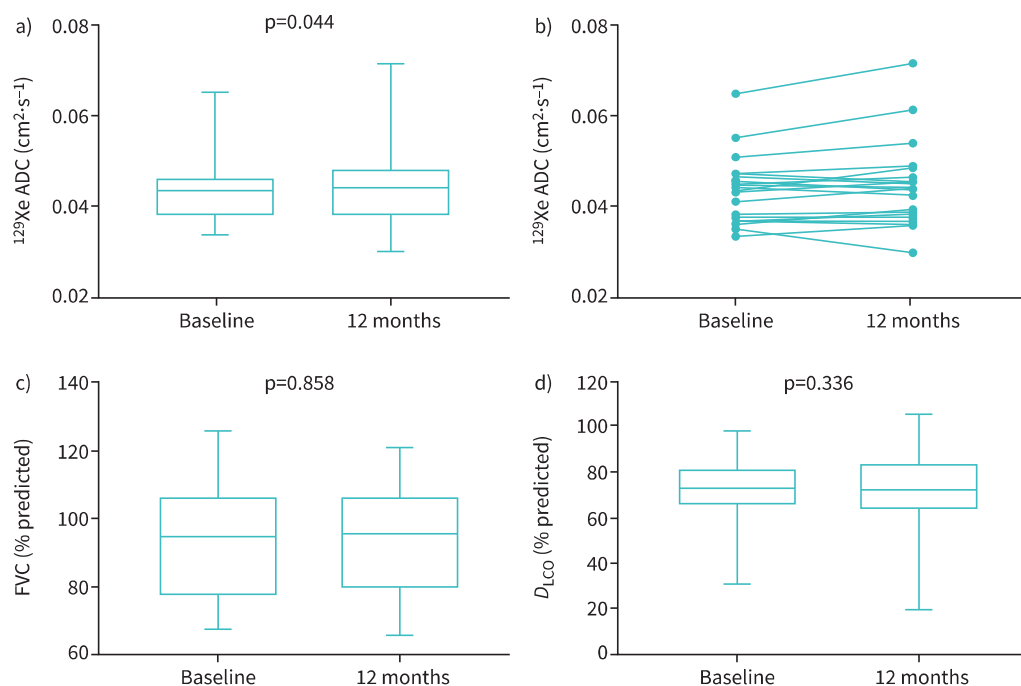 a)
p=0.044
¹²⁹Xe ADC (cm²·s⁻¹)
0.08
0.06
0.04
0.02
Baseline
12 months
b)
¹²⁹Xe ADC (cm²·s⁻¹)
0.08
0.06
0.04
0.02
Baseline
12 months
c)
p=0.858
FVC (% predicted)
140
120
100
80
60
Baseline
12 months
d)
p=0.336
D_LCO (% predicted)
120
100
80
60
40
20
0
Baseline
12 months